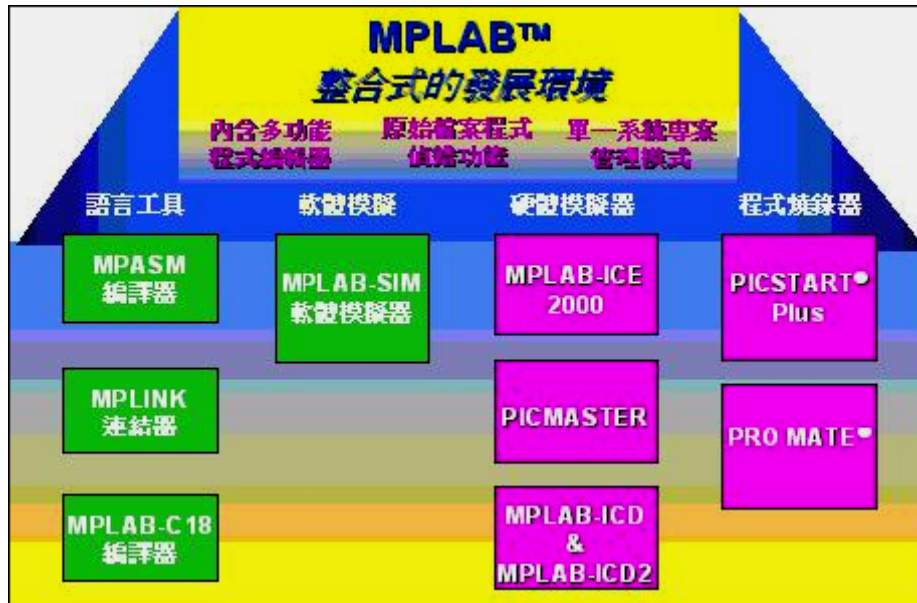 MPLAB™
整合式的發展環境
內含多功能 原始檔案程式 單一系統專案
程式編輯器 偵錯功能 管理模式
語言工具 軟體模擬 硬體模擬器 程式燒錄器
MPASM
編譯器
MPLAB-SIM
軟體模擬器
MPLAB-ICE
2000
PICSTART®
Plus
MPLINK
連結器
PICMASTER
PRO MATE®
MPLAB-C18
編譯器
MPLAB-ICD
&
MPLAB-ICD2